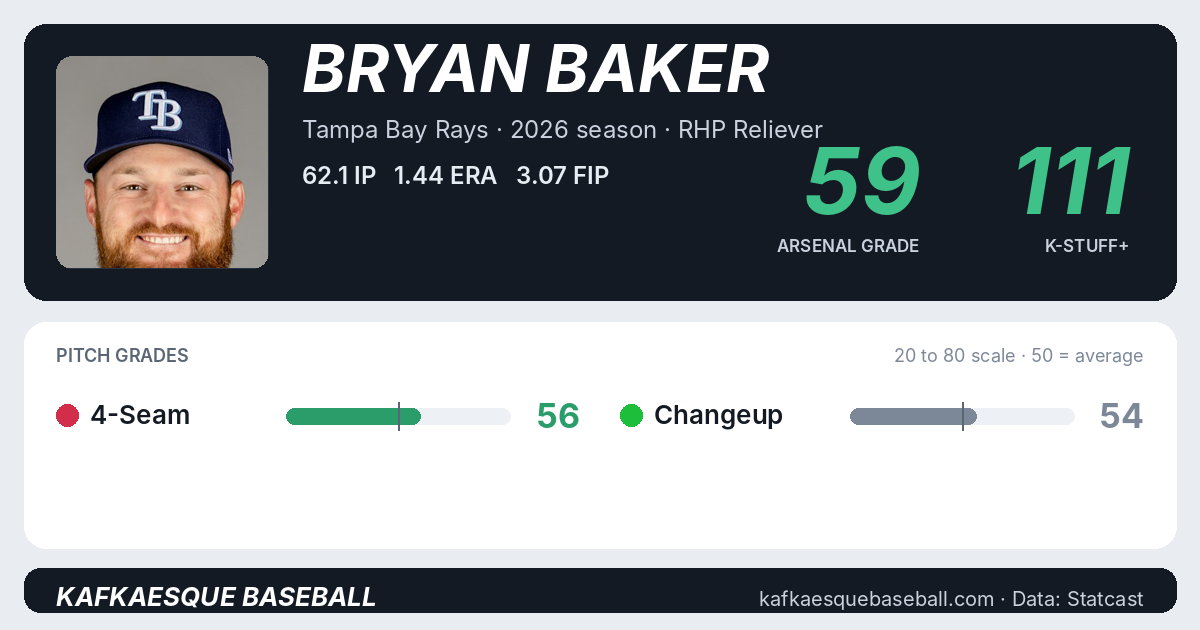 BRYAN BAKER
Tampa Bay Rays · 2026 season · RHP Reliever
62.1 IP 1.44 ERA 3.07 FIP
TB
59 111
ARSENAL GRADE K-STUFF+
PITCH GRADES 20 to 80 scale · 50 = average
4-Seam 56 Changeup 54
KAFKAESQUE BASEBALL kafkaesquebaseball.com · Data: Statcast